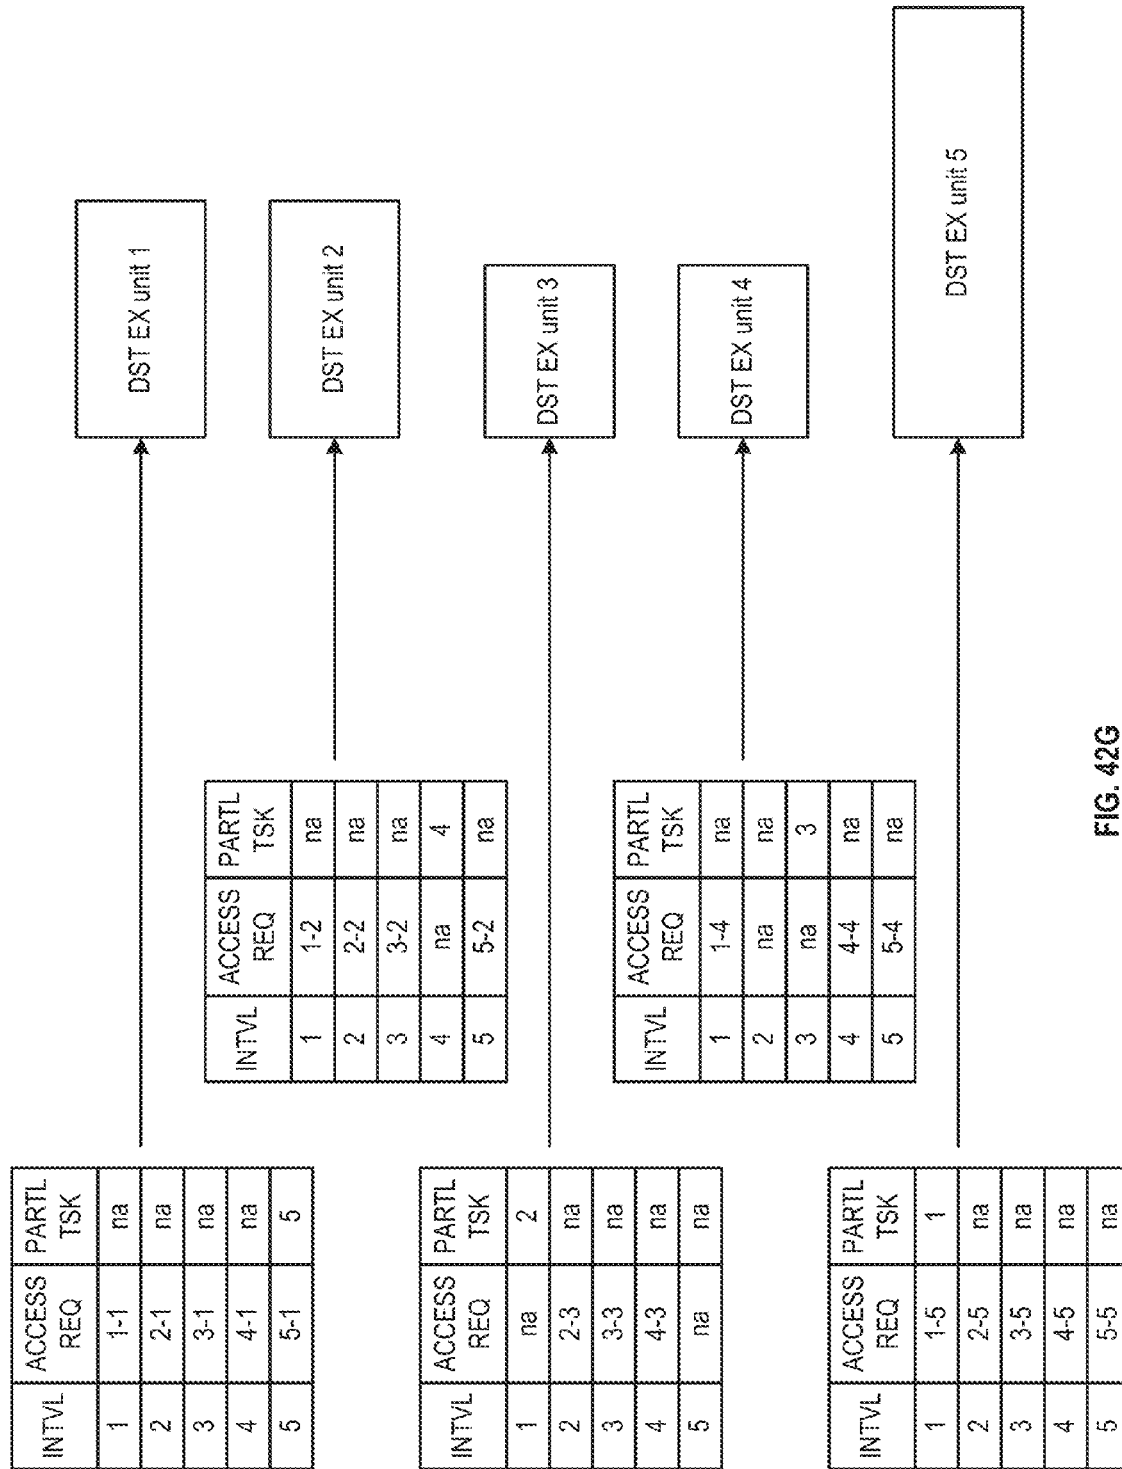 INTVL ACCESS REQ PARTL TSK
1 1-1 na
2 2-1 na
3 3-1 na
4 4-1 na
5 5-1 5
DST EX unit 1
INTVL ACCESS REQ PARTL TSK
1 1-2 na
2 2-2 na
3 3-2 na
4 na 4
5 5-2 na
DST EX unit 2
INTVL ACCESS REQ PARTL TSK
1 na 2
2 2-3 na
3 3-3 na
4 4-3 na
5 na na
DST EX unit 3
INTVL ACCESS REQ PARTL TSK
1 1-4 na
2 na na
3 na 3
4 4-4 na
5 5-4 na
DST EX unit 4
INTVL ACCESS REQ PARTL TSK
1 1-5 1
2 2-5 na
3 3-5 na
4 4-5 na
5 5-5 na
DST EX unit 5
FIG. 42G